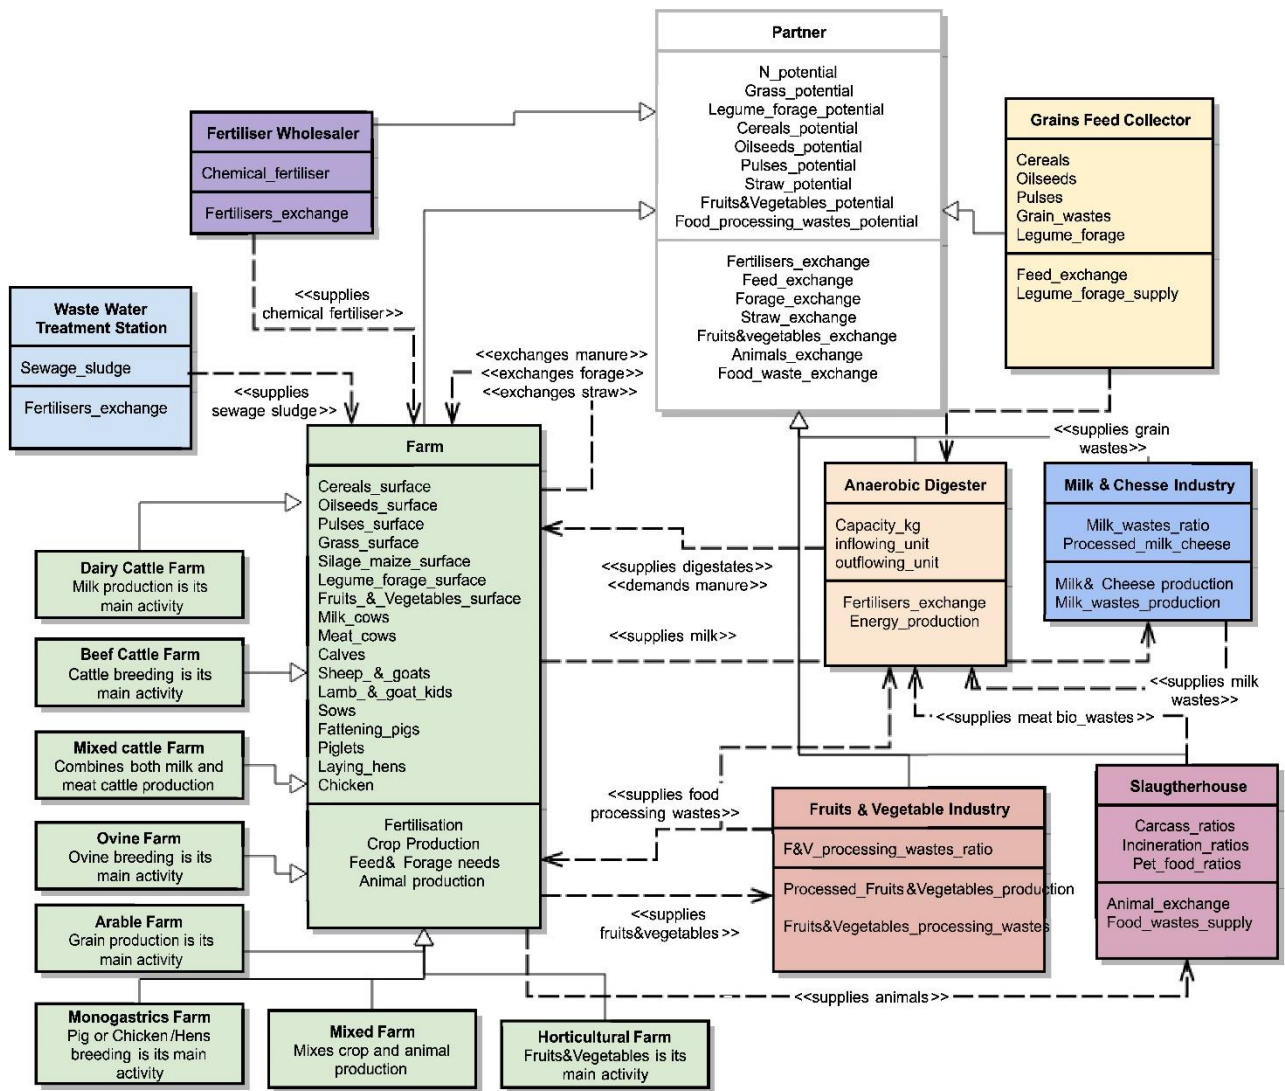 Partner
N_potential
Grass_potential
Legume_forage_potential
Cereals_potential
Oilseeds_potential
Pulses_potential
Straw_potential
Fruits&Vegetables_potential
Food_processing_wastes_potential
Fertilisers_exchange
Feed_exchange
Forage_exchange
Straw_exchange
Fruits&vegetables_exchange
Animals_exchange
Food_waste_exchange
Fertiliser Wholesaler
Chemical_fertiliser
Fertilisers_exchange
Grains Feed Collector
Cereals
Oilseeds
Pulses
Grain_wastes
Legume_forage
Feed_exchange
Legume_forage_supply
<<supplies
chemical fertiliser>>
Waste Water
Treatment Station
Sewage_sludge
Fertilisers_exchange
<<supplies
sewage sludge>>
<<exchanges manure>>
<<exchanges forage>>
<<exchanges straw>>
Farm
Cereals_surface
Oilseeds_surface
Pulses_surface
Grass_surface
Silage_maize_surface
Legume_forage_surface
Fruits_&_Vegetables_surface
Milk_cows
Meat_cows
Calves
Sheep_&_goats
Lamb_&_goat_kids
Sows
Fattening_pigs
Piglets
Laying_hens
Chicken
Fertilisation
Crop Production
Feed& Forage needs
Animal production
<<supplies grain
wastes>>
Anaerobic Digester
Capacity_kg
inflowing_unit
outflowing_unit
Fertilisers_exchange
Energy_production
Milk & Chesse Industry
Milk_wastes_ratio
Processed_milk_cheese
Milk& Cheese production
Milk_wastes_production
<<supplies digestates>>
<<demands manure>>
<<supplies milk>>
<<supplies milk
wastes>>
<<supplies meat bio_wastes>>
<<supplies food
processing wastes>>
Dairy Cattle Farm
Milk production is its
main activity
Beef Cattle Farm
Cattle breeding is its
main activity
Mixed cattle Farm
Combines both milk and
meat cattle production
Ovine Farm
Ovine breeding is its
main activity
Arable Farm
Grain production is its
main activity
Monogastrics Farm
Pig or Chicken/Hens
breeding is its main
activity
Mixed Farm
Mixes crop and animal
production
Horticultural Farm
Fruits&Vegetables is its
main activity
Fruits & Vegetable Industry
F&V_processing_wastes_ratio
Processed_Fruits&Vegetables_production
Fruits&Vegetables_processing_wastes
Slaugtherhouse
Carcass_ratios
Incineration_ratios
Pet_food_ratios
Animal_exchange
Food_wastes_supply
<<supplies
fruits&vegetables>>
<<supplies animals>>